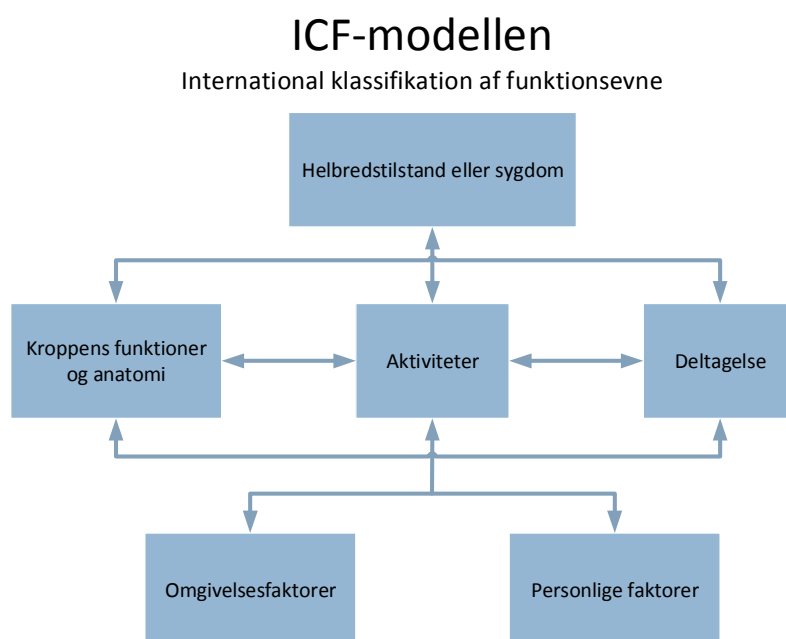 ICF-modellen
International klassifikation af funktionsevne
Helbredstilstand eller sygdom
Kroppens funktioner
og anatomi
Aktiviteter
Deltagelse
Omgivelsesfaktorer
Personlige faktorer